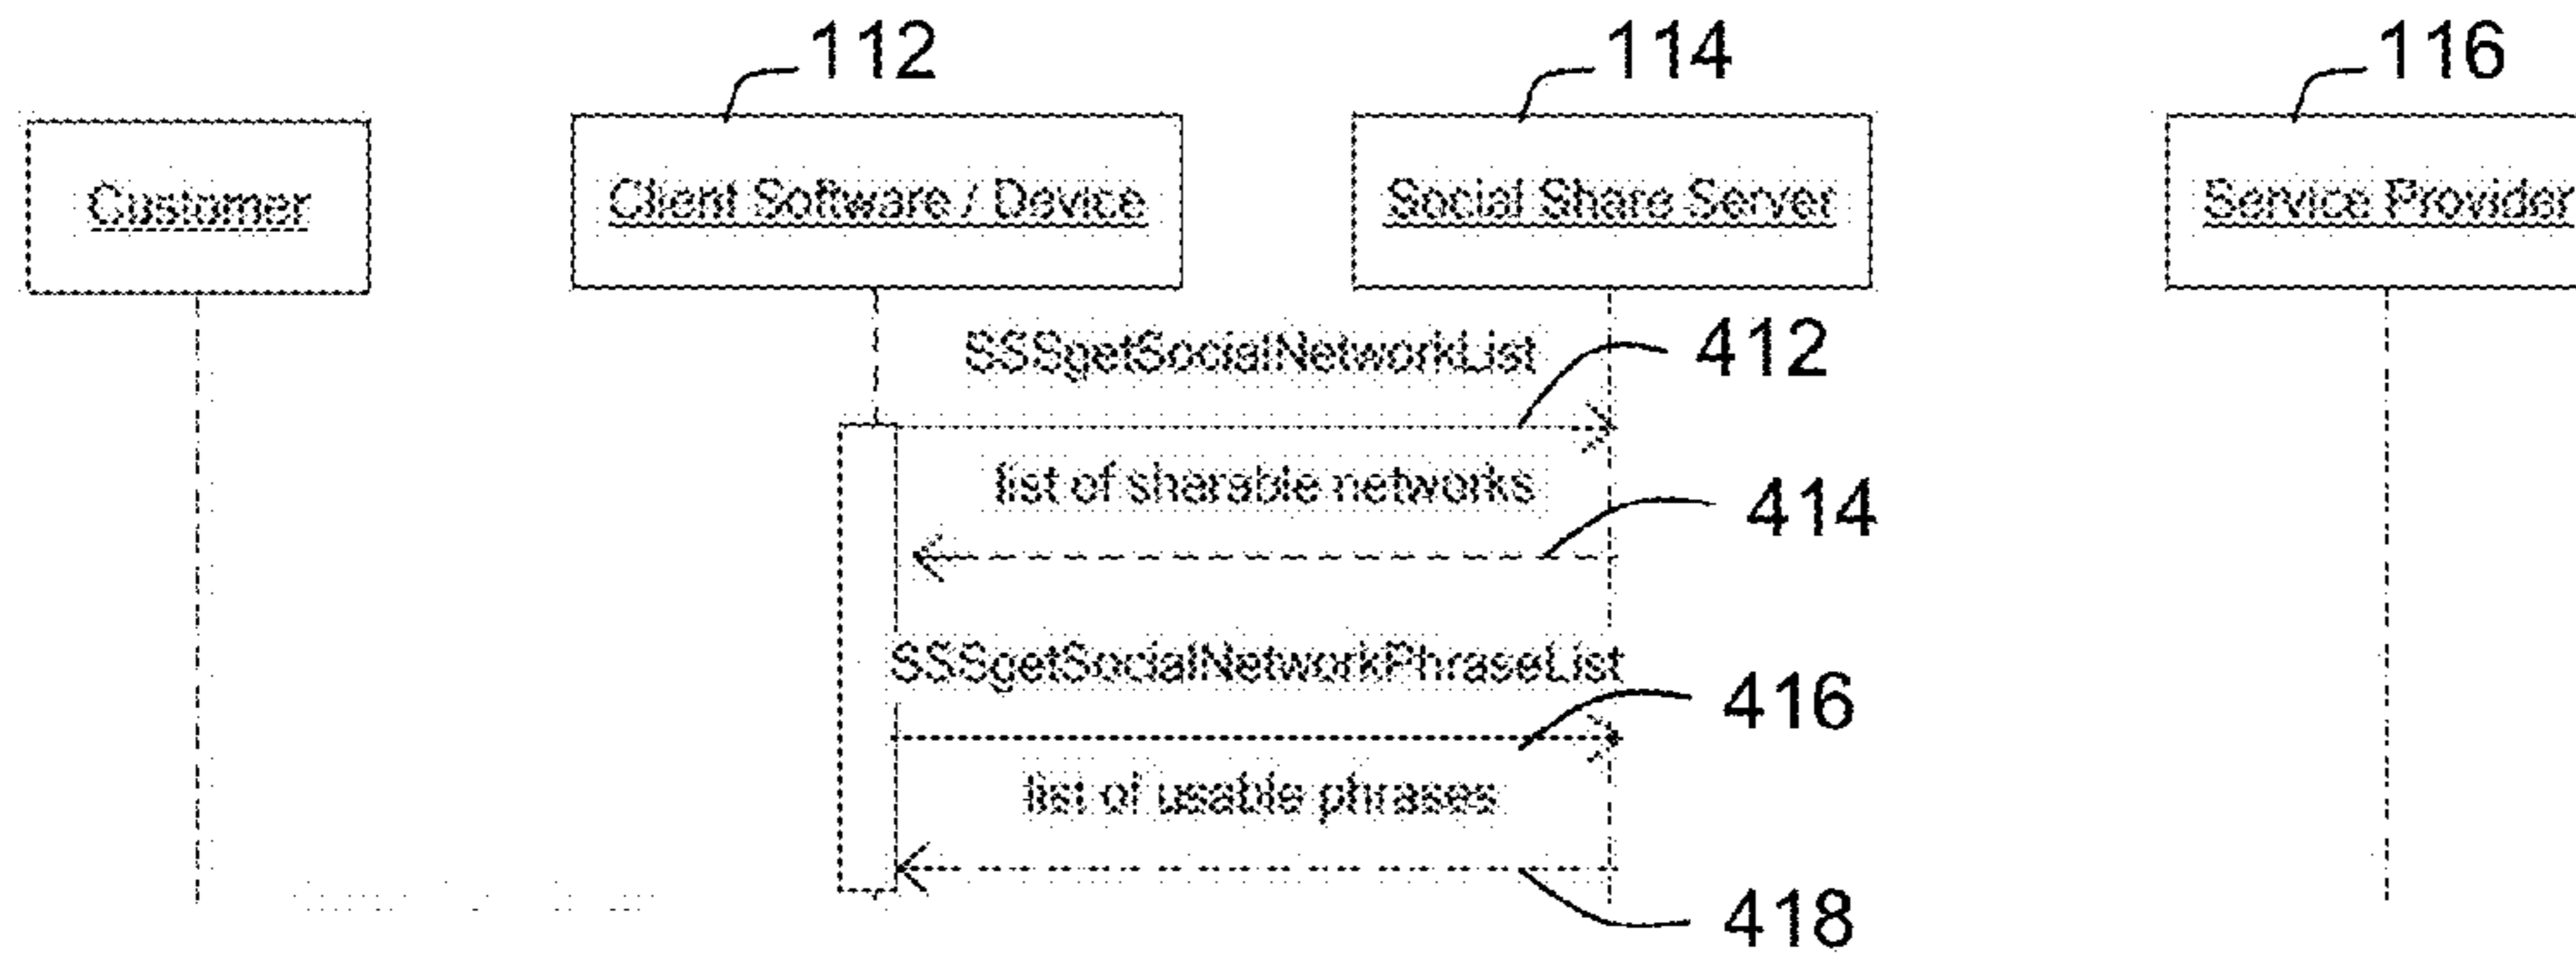 112
114
116
Customer
Client Software / Device
Social Share Server
Service Provider
SSSgetSocialNetworkList
412
list of sharable networks
414
SSSgetSocialNetworkPhraseList
416
list of usable phrases
418